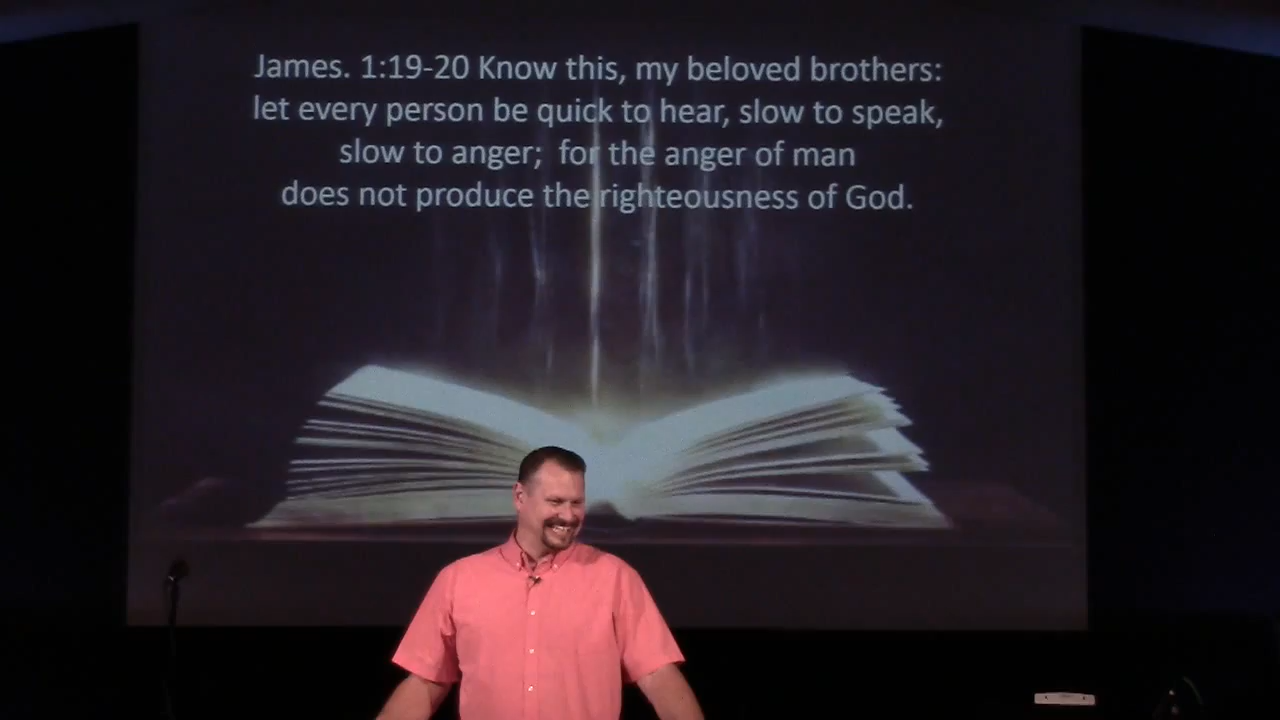 James. 1:19-20 Know this, my beloved brothers:
let every person be quick to hear, slow to speak,
slow to anger;  for the anger of man
does not produce the righteousness of God.